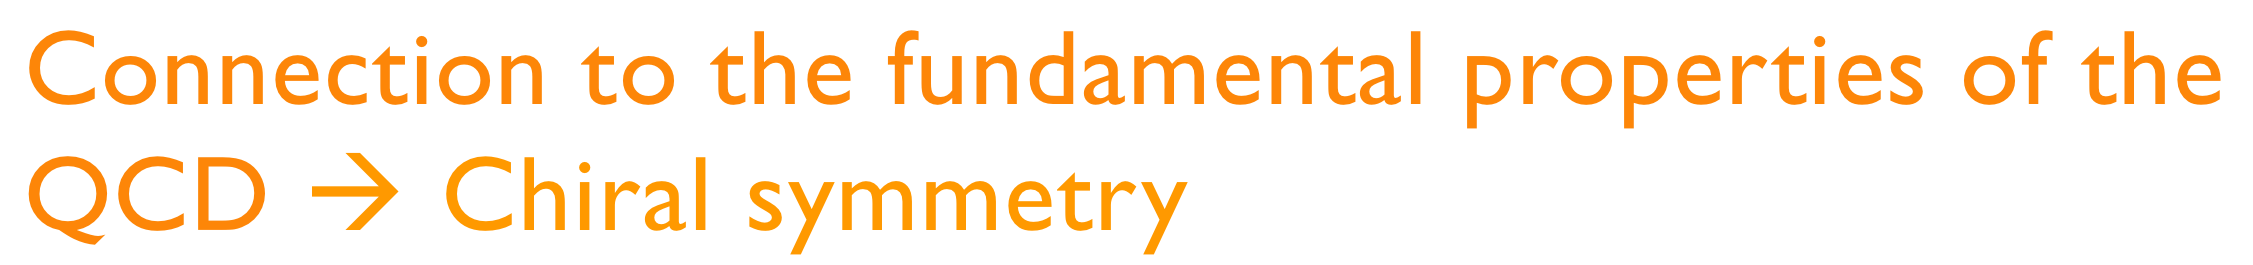 Connection to the fundamental properties of the
QCD → Chiral symmetry